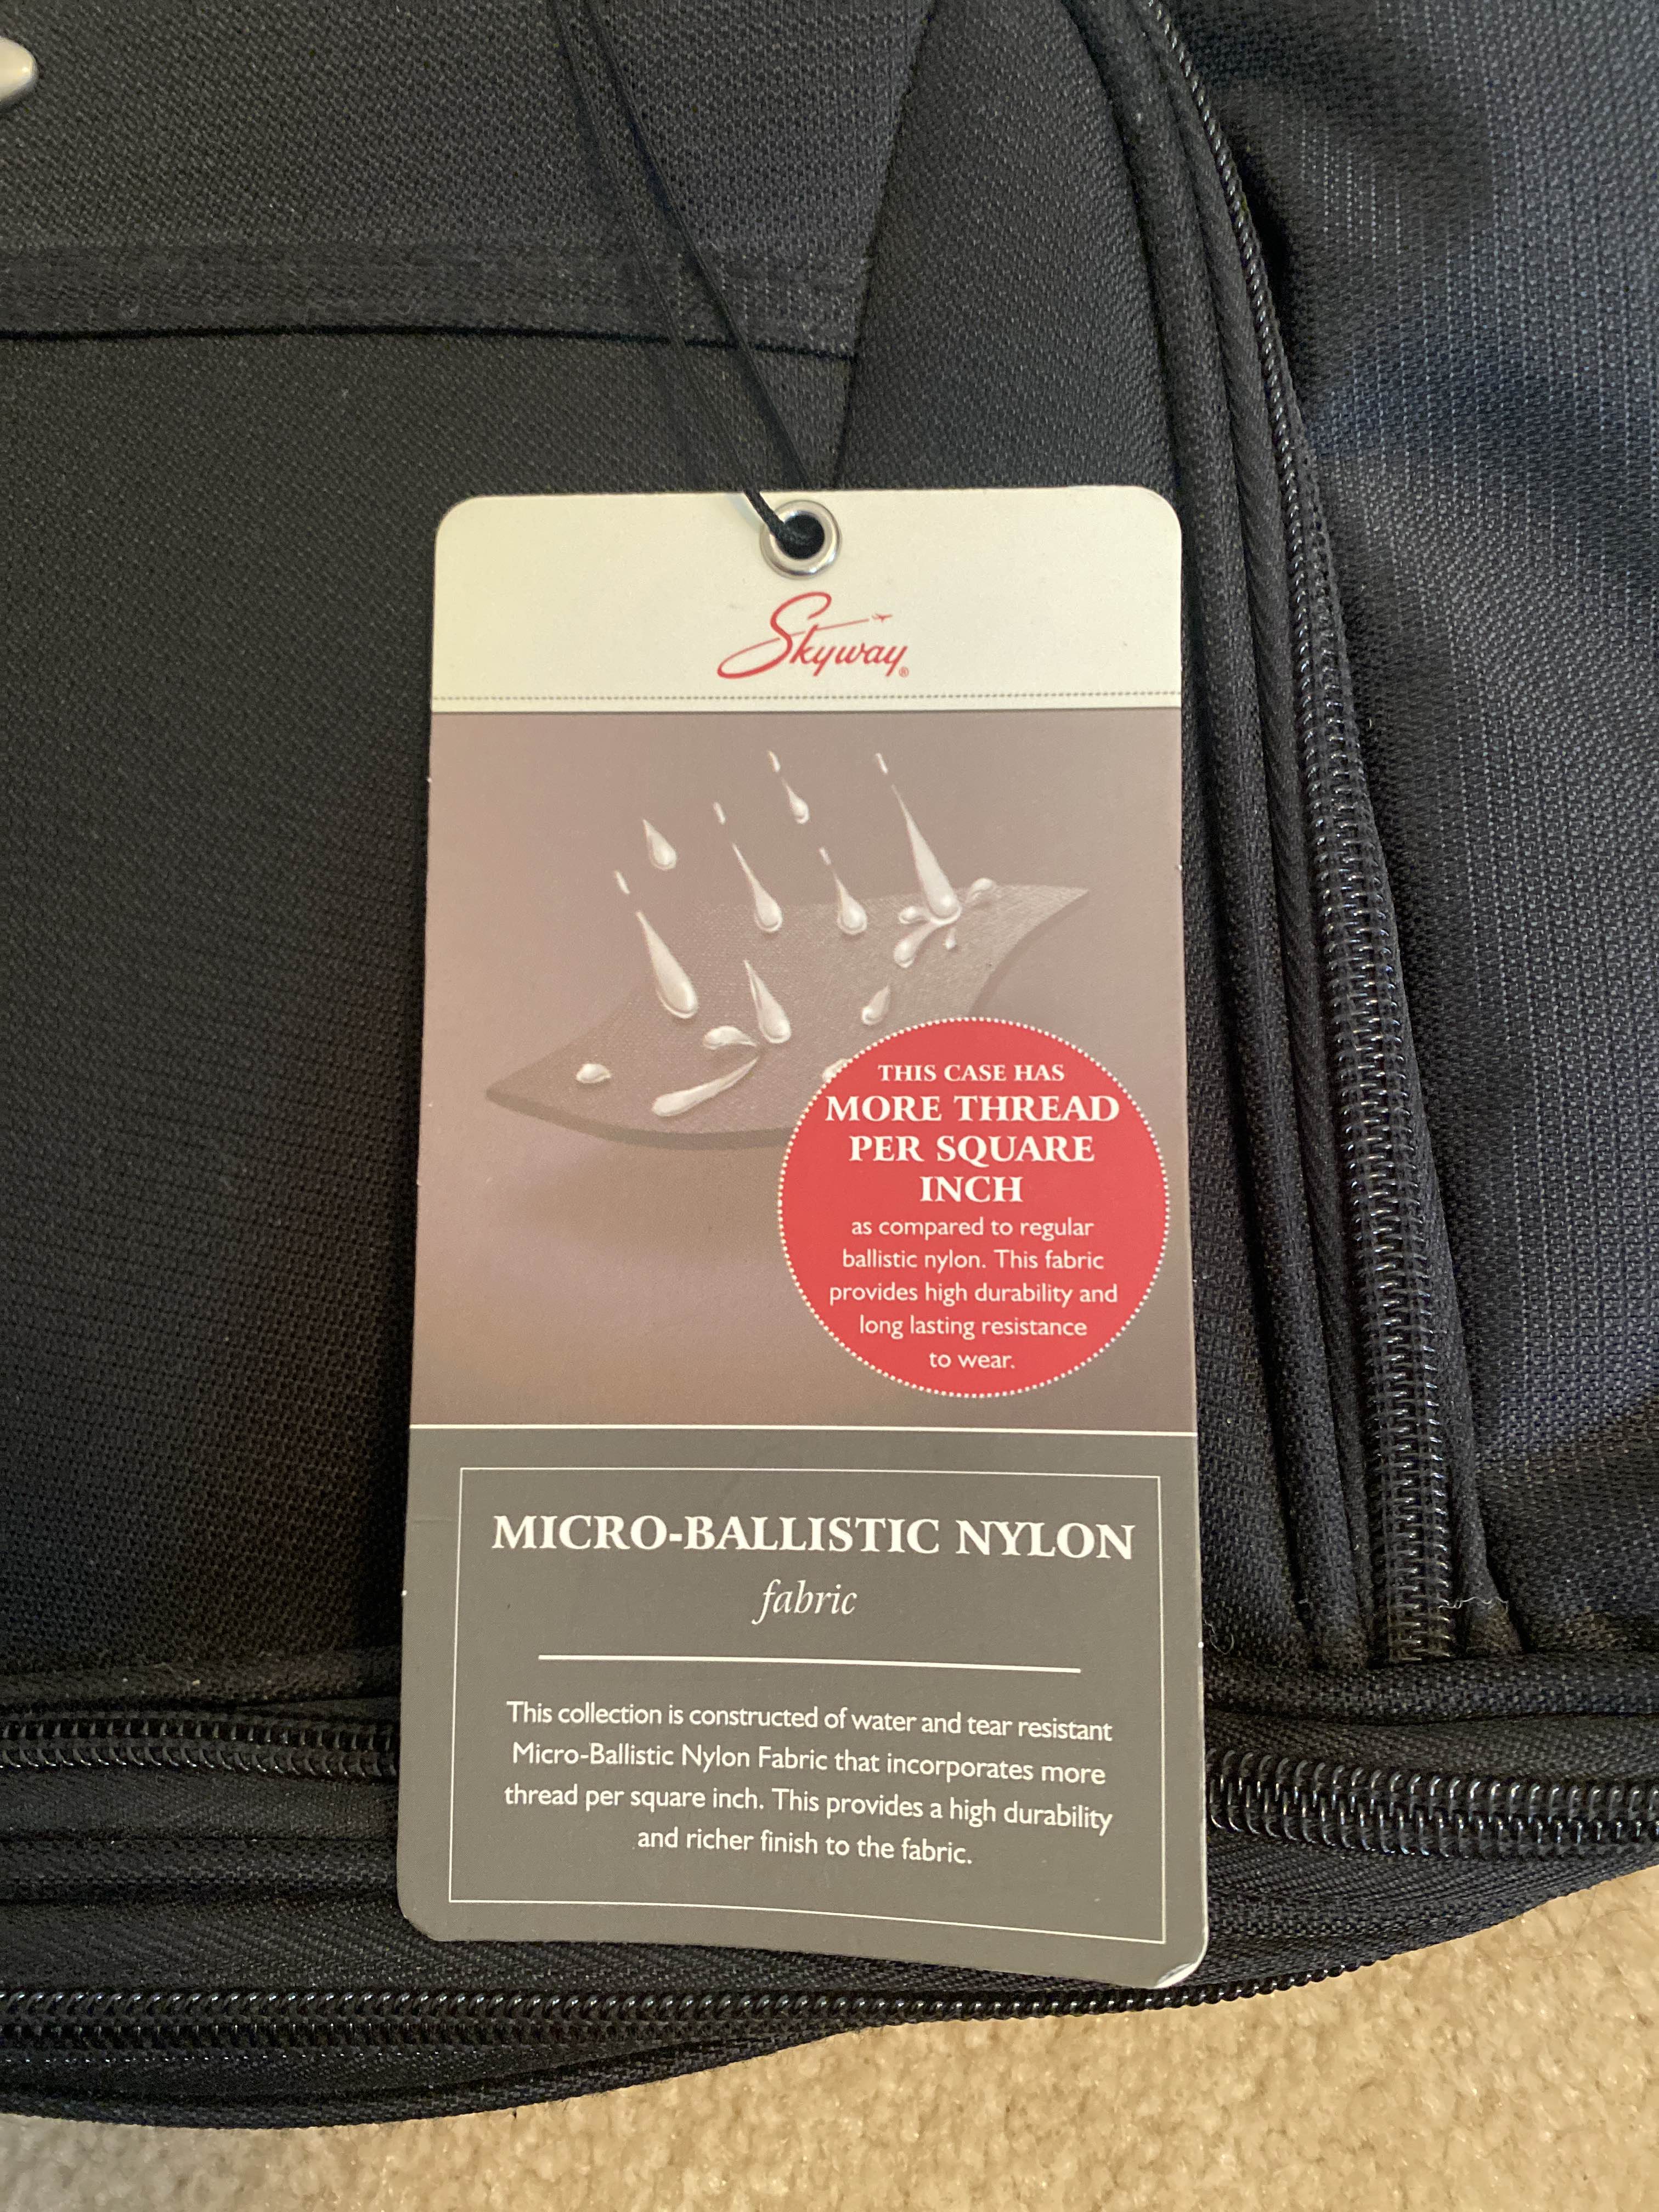 Skyway®
THIS CASE HAS
MORE THREAD
PER SQUARE
INCH
as compared to regular
ballistic nylon. This fabric
provides high durability and
long lasting resistance
to wear.
MICRO-BALLISTIC NYLON
fabric
This collection is constructed of water and tear resistant
Micro-Ballistic Nylon Fabric that incorporates more
thread per square inch. This provides a high durability
and richer finish to the fabric.